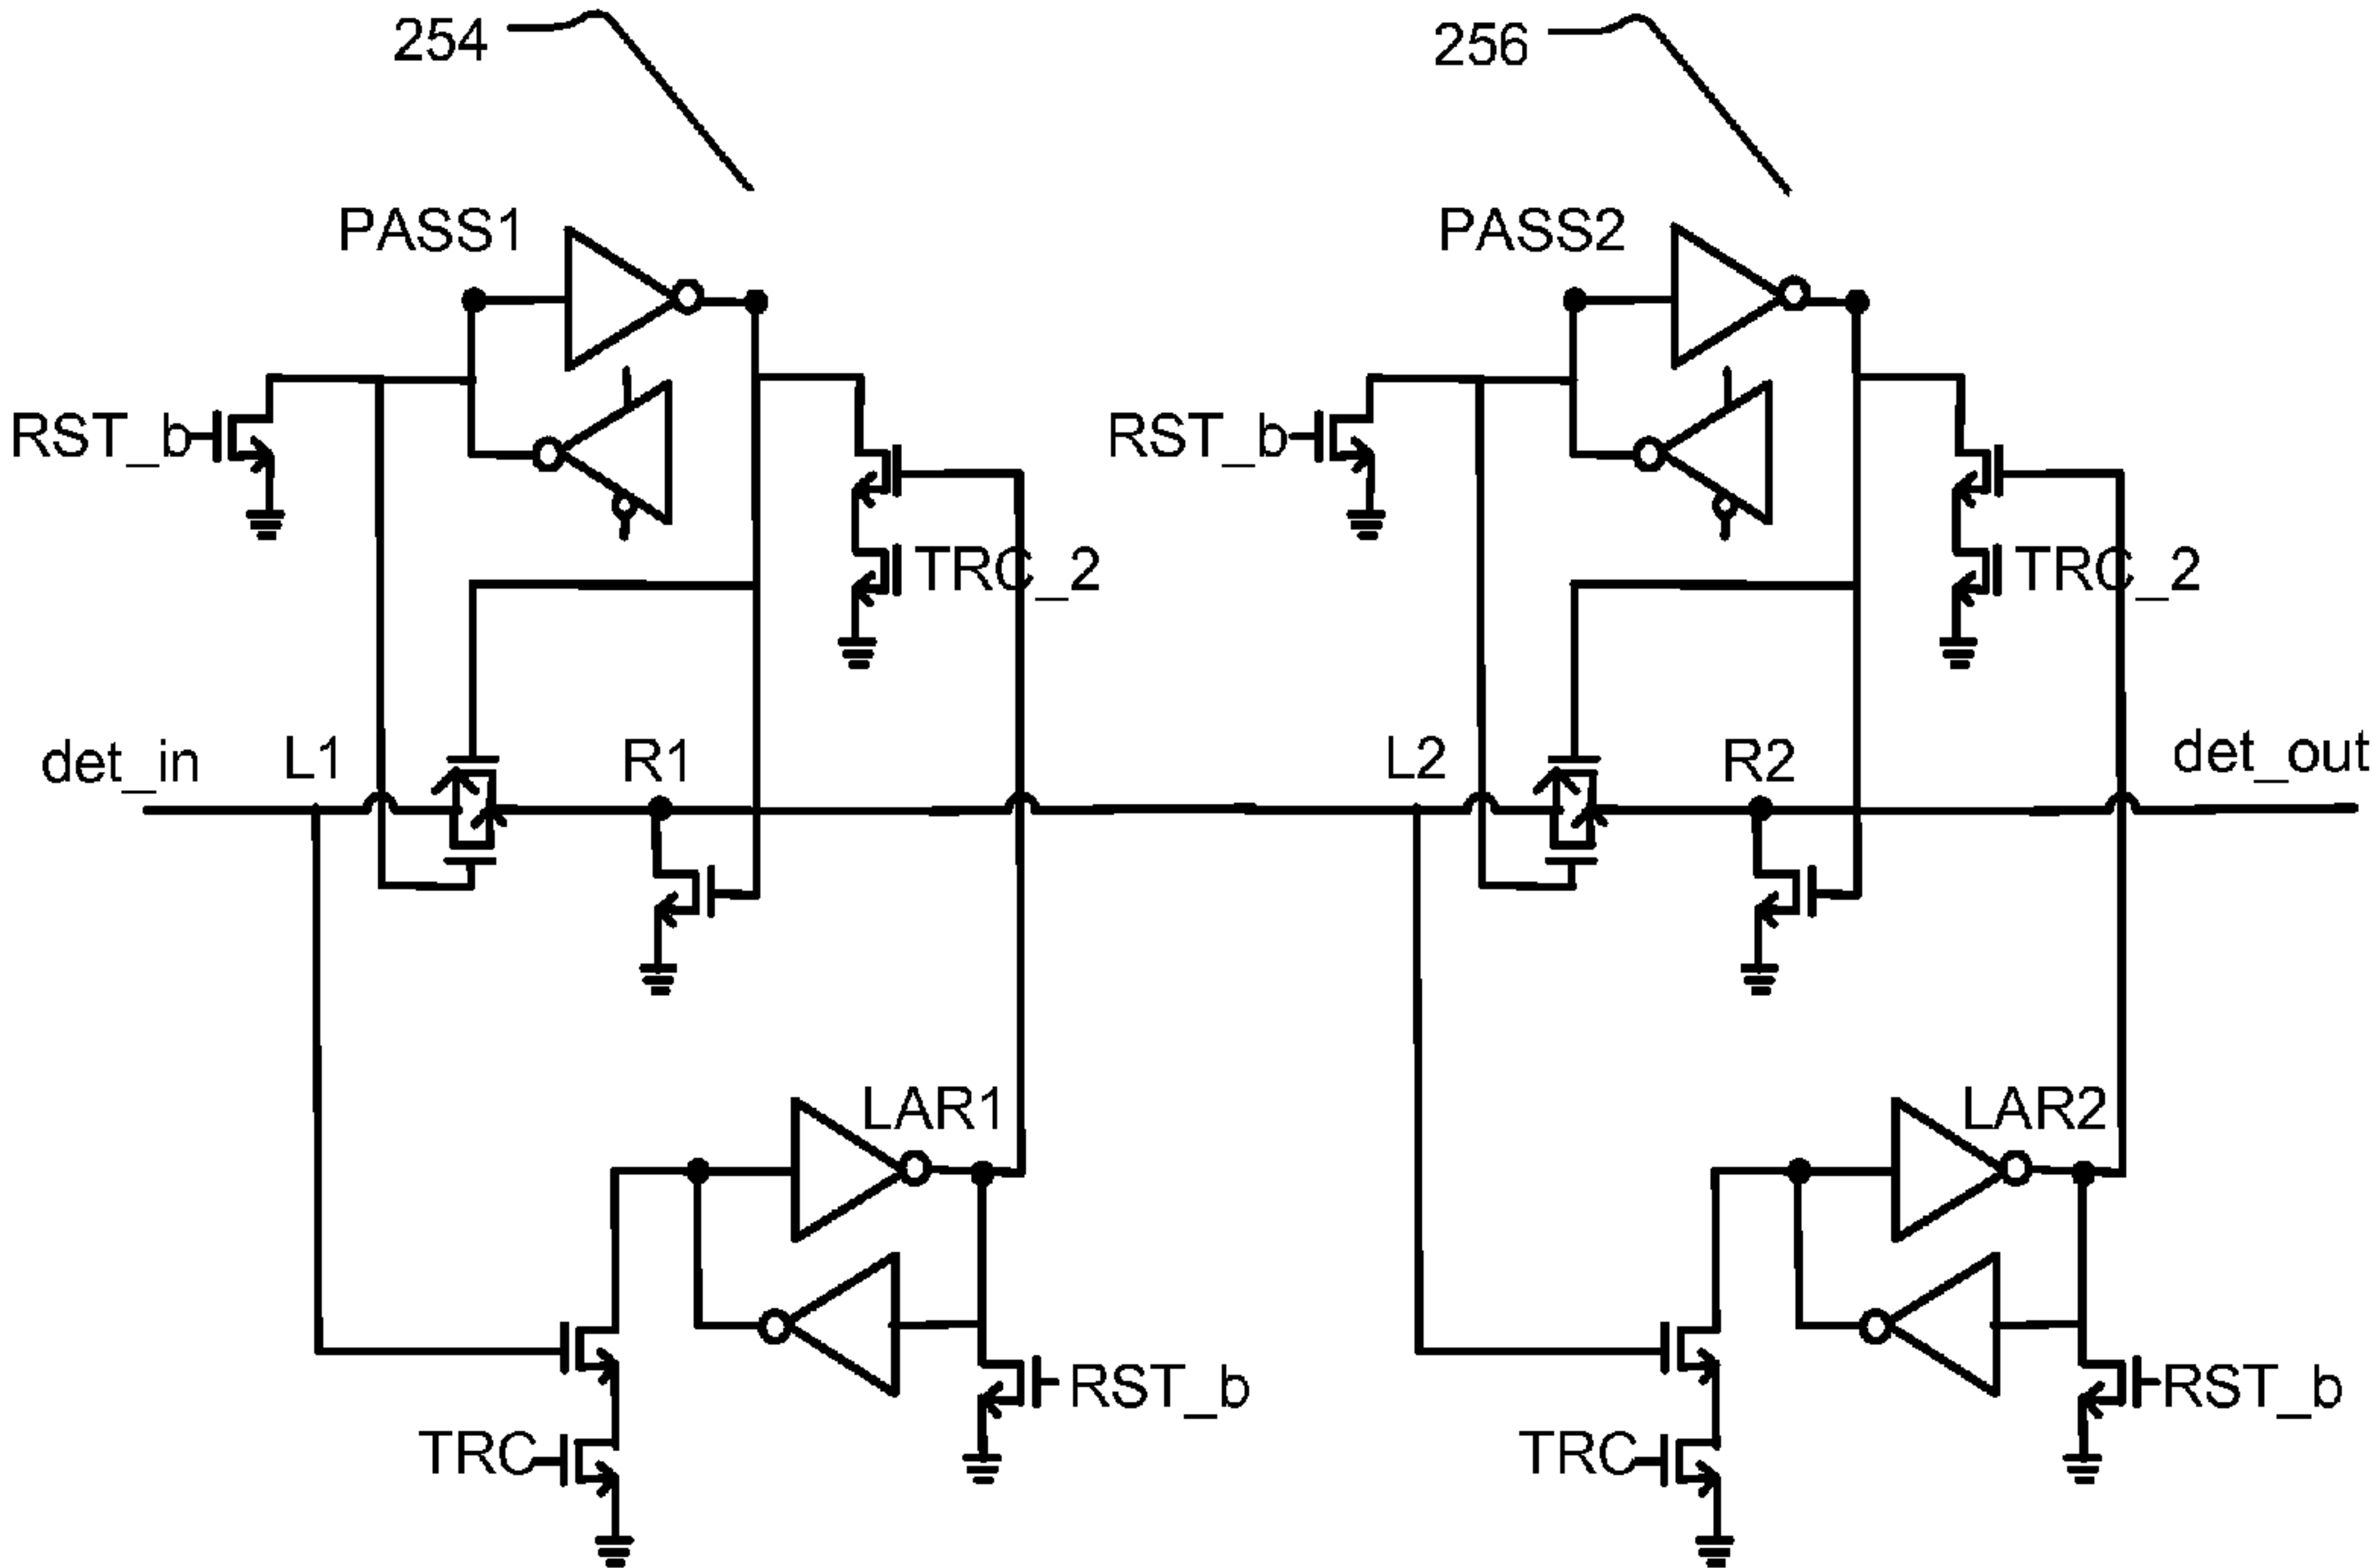 254
256
PASS1
PASS2
RST_b
TRC_2
RST_b
TRC_2
det_in
L1
R1
L2
R2
det_out
LAR1
LAR2
RST_b
RST_b
TRC
TRC